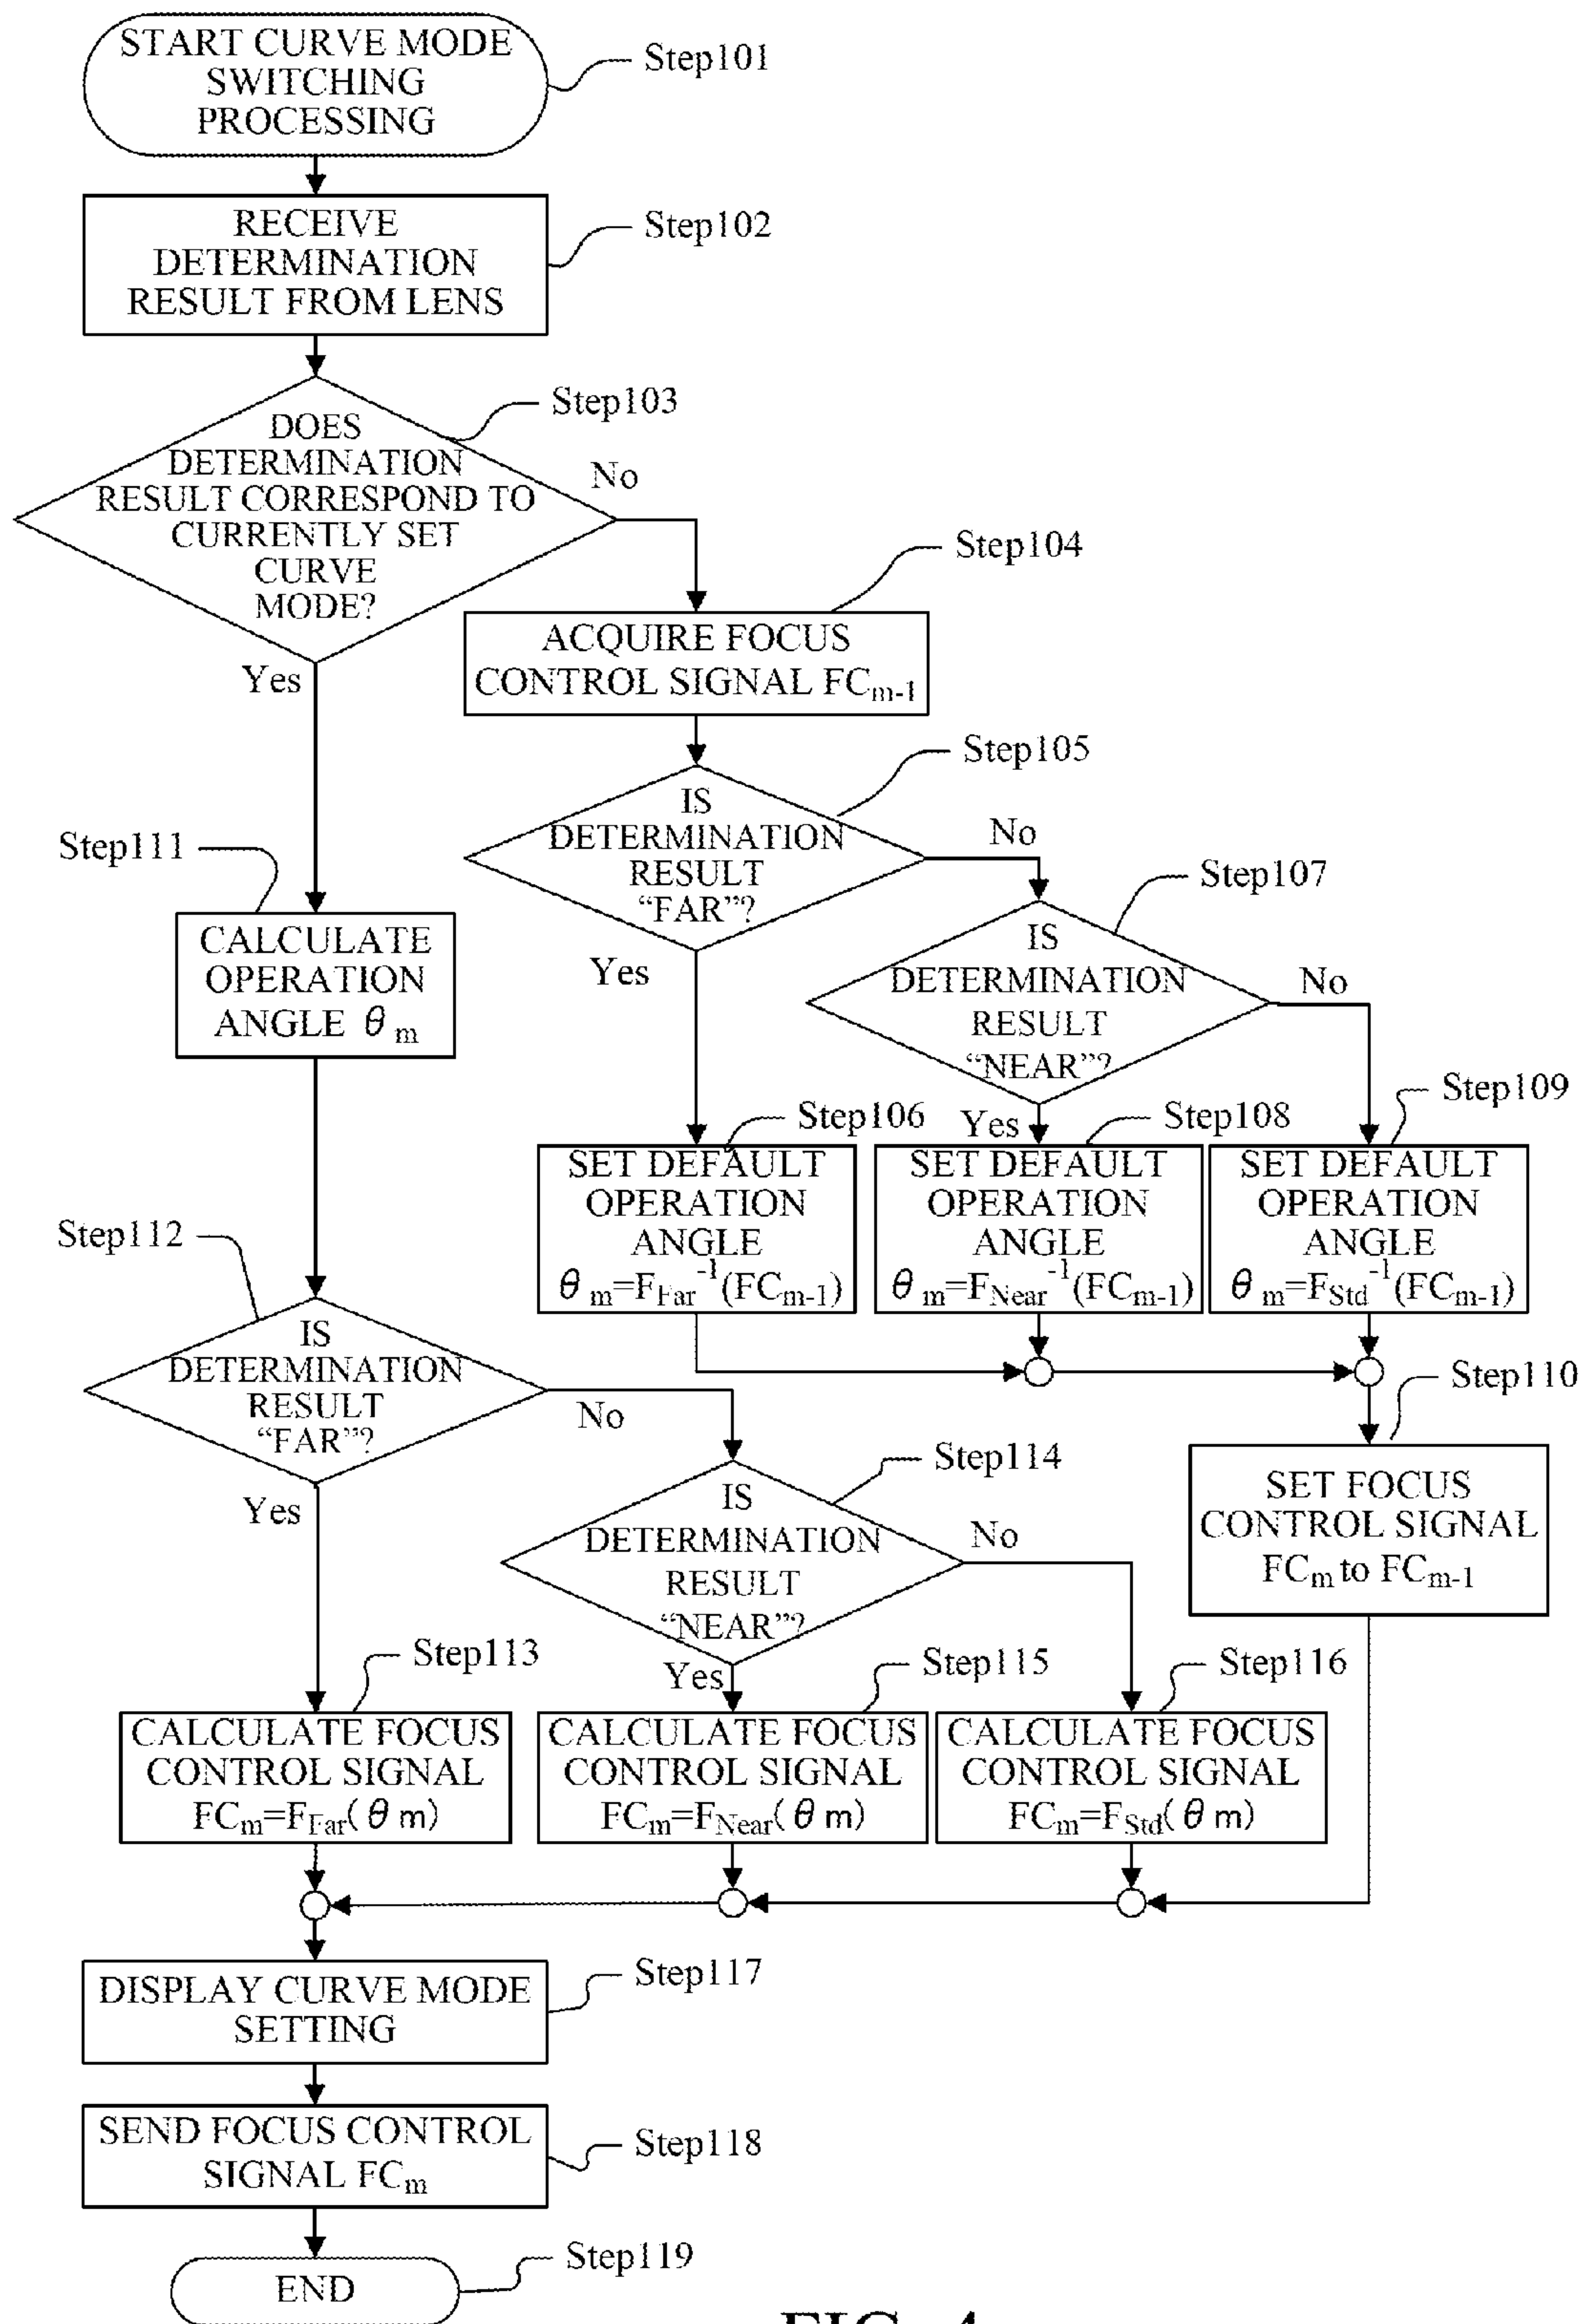 START CURVE MODE
SWITCHING
PROCESSING
Step101
RECEIVE
DETERMINATION
RESULT FROM LENS
Step102
DOES
DETERMINATION
RESULT CORRESPOND TO
CURRENTLY SET
CURVE
MODE?
Step103
No
Yes
Step104
ACQUIRE FOCUS
CONTROL SIGNAL FCm-1
Step105
IS
DETERMINATION
RESULT
“FAR”?
No
Yes
Step107
IS
DETERMINATION
RESULT
“NEAR”?
No
Yes
Step111
CALCULATE
OPERATION
ANGLE θm
Step106
SET DEFAULT
OPERATION
ANGLE
θm=FFar-1(FCm-1)
Step108
SET DEFAULT
OPERATION
ANGLE
θm=FNear-1(FCm-1)
Step109
SET DEFAULT
OPERATION
ANGLE
θm=FStd-1(FCm-1)
Step110
SET FOCUS
CONTROL SIGNAL
FCm to FCm-1
Step112
IS
DETERMINATION
RESULT
“FAR”?
No
Yes
Step114
IS
DETERMINATION
RESULT
“NEAR”?
No
Yes
Step113
CALCULATE FOCUS
CONTROL SIGNAL
FCm=FFar(θm)
Step115
CALCULATE FOCUS
CONTROL SIGNAL
FCm=FNear(θm)
Step116
CALCULATE FOCUS
CONTROL SIGNAL
FCm=FStd(θm)
DISPLAY CURVE MODE
SETTING
Step117
SEND FOCUS CONTROL
SIGNAL FCm
Step118
END
Step119
FIG. 4